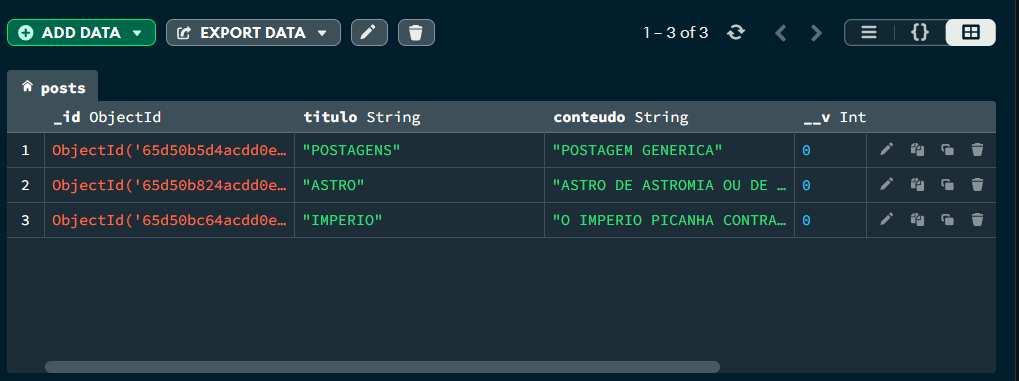 ADD DATA EXPORT DATA 1 – 3 of 3 {}
posts
_id ObjectId titulo String conteudo String __v Int
1 ObjectId('65d50b5d4acdd0e… "POSTAGENS" "POSTAGEM GENERICA" 0
2 ObjectId('65d50b824acdd0e… "ASTRO" "ASTRO DE ASTROMIA OU DE … 0
3 ObjectId('65d50bc64acdd0e… "IMPERIO" "O IMPERIO PICANHA CONTRA… 0